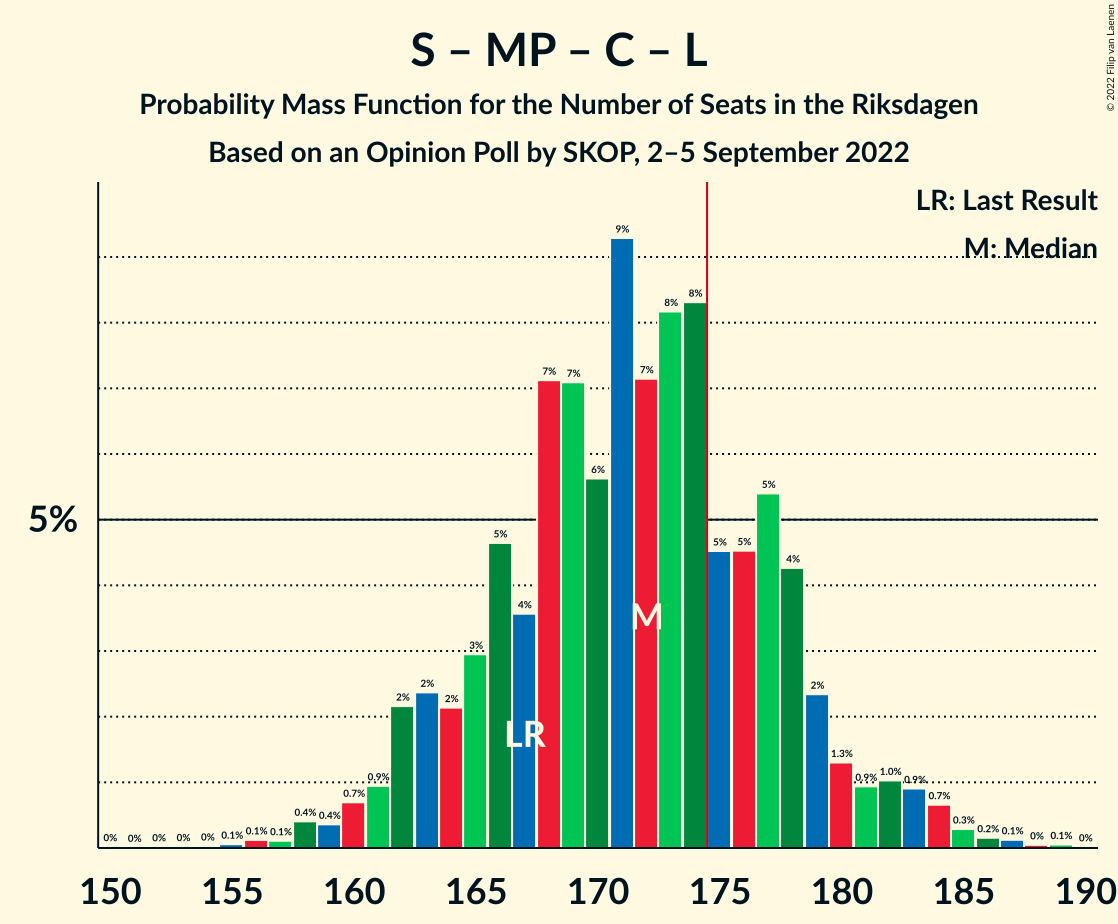 S – MP – C – L
Probability Mass Function for the Number of Seats in the Riksdagen
Based on an Opinion Poll by SKOP, 2–5 September 2022
© 2022 Filip van Laenen
LR: Last Result
M: Median
5%
0% 0% 0% 0% 0% 0.1% 0.1% 0.1% 0.4% 0.4% 0.7% 0.9% 2% 2% 2% 3% 5% 4% 7% 7% 6% 9% 7% 8% 8% 5% 5% 5% 4% 2% 1.3% 0.9% 1.0% 0.9% 0.7% 0.3% 0.2% 0.1% 0% 0.1% 0%
M
LR
150 155 160 165 170 175 180 185 190